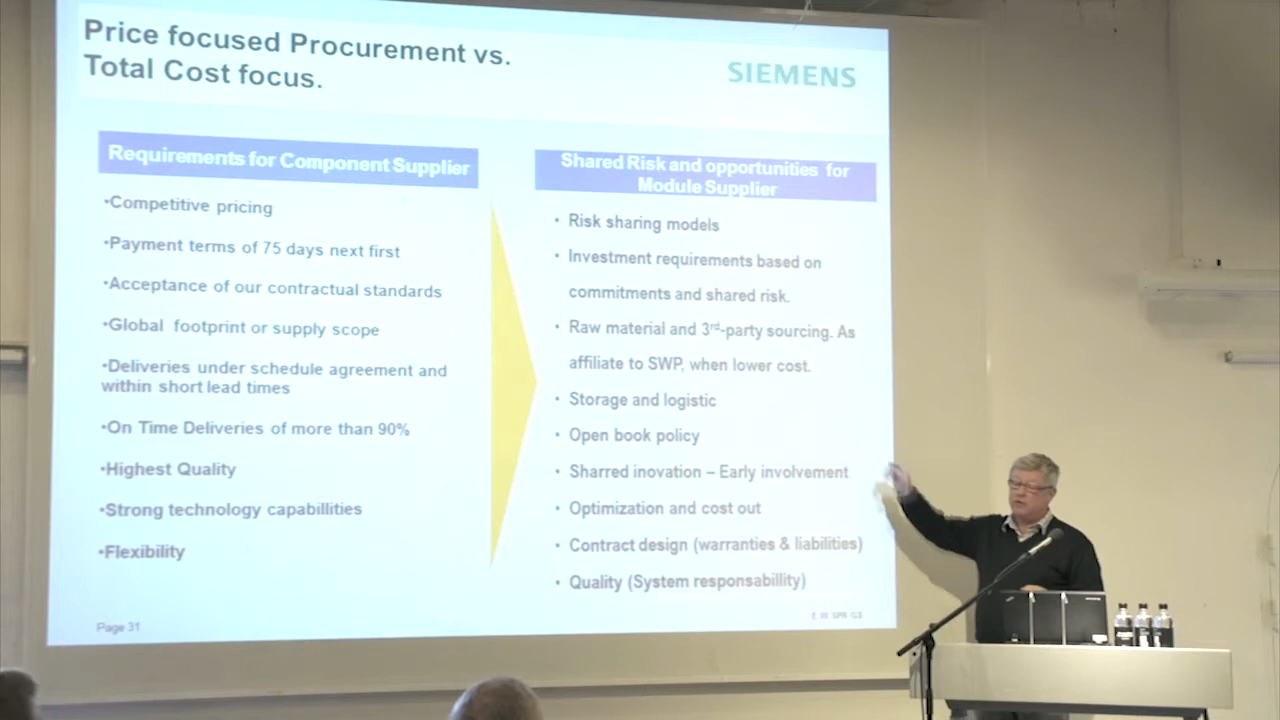 Price focused Procurement vs.
Total Cost focus.
SIEMENS
Requirements for Component Supplier
•Competitive pricing
•Payment terms of 75 days next first
•Acceptance of our contractual standards
•Global footprint or supply scope
•Deliveries under schedule agreement and
within short lead times
•On Time Deliveries of more than 90%
•Highest Quality
•Strong technology capabillities
•Flexibility
Shared Risk and opportunities for
Module Supplier
• Risk sharing models
• Investment requirements based on
commitments and shared risk.
• Raw material and 3rd-party sourcing. As
affiliate to SWP, when lower cost.
• Storage and logistic
• Open book policy
• Sharred inovation – Early involvement
• Optimization and cost out
• Contract design (warranties & liabilities)
• Quality (System responsabillity)
Page 31